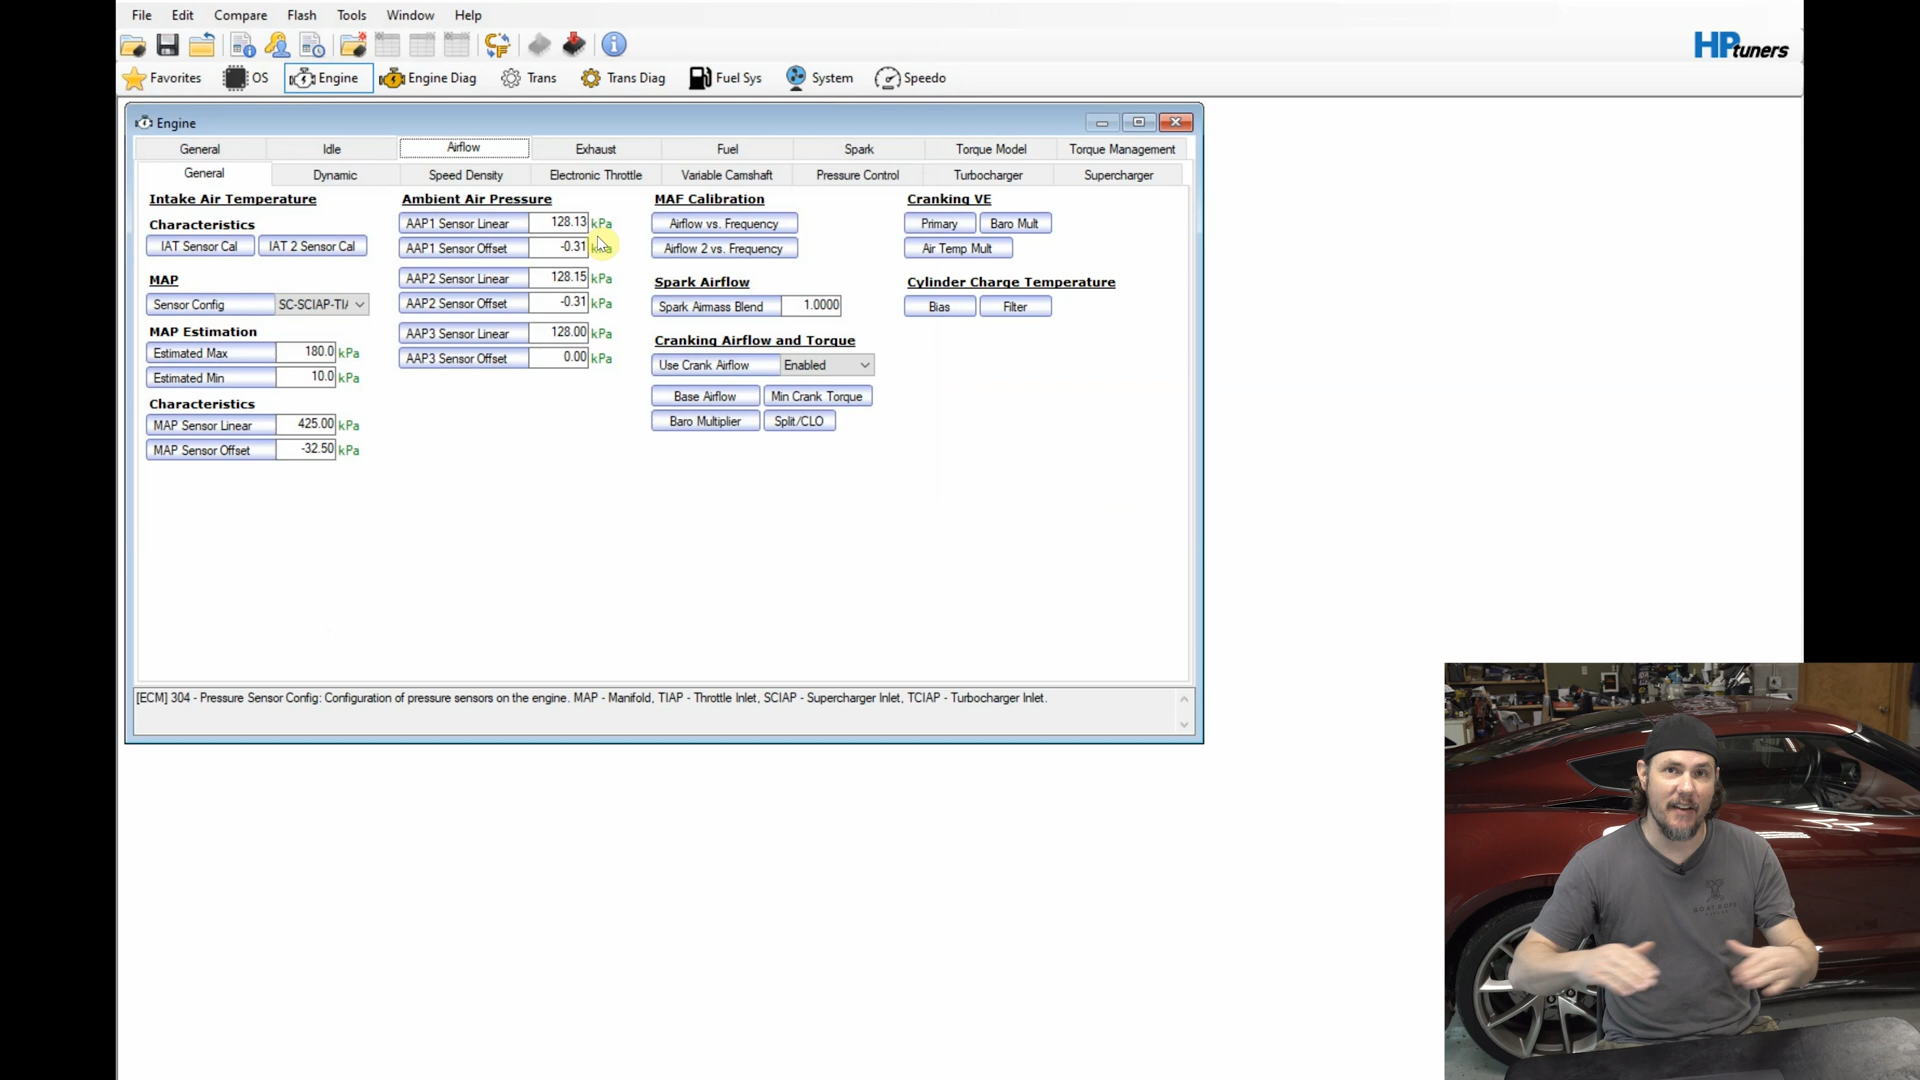 File Edit Compare Flash Tools Window Help
HPtuners
Favorites OS Engine Engine Diag Trans Trans Diag Fuel Sys System Speedo
Engine
General Idle Airflow Exhaust Fuel Spark Torque Model Torque Management
General Dynamic Speed Density Electronic Throttle Variable Camshaft Pressure Control Turbocharger Supercharger
Intake Air Temperature
Characteristics
IAT Sensor Cal IAT 2 Sensor Cal
MAP
Sensor Config SC-SCIAP-TI
MAP Estimation
Estimated Max 180.0 kPa
Estimated Min 10.0 kPa
Characteristics
MAP Sensor Linear 425.00 kPa
MAP Sensor Offset -32.50 kPa
Ambient Air Pressure
AAP1 Sensor Linear 128.13 kPa
AAP1 Sensor Offset -0.31
AAP2 Sensor Linear 128.15 kPa
AAP2 Sensor Offset -0.31 kPa
AAP3 Sensor Linear 128.00 kPa
AAP3 Sensor Offset 0.00 kPa
MAF Calibration
Airflow vs. Frequency
Airflow 2 vs. Frequency
Spark Airflow
Spark Airmass Blend 1.0000
Cranking Airflow and Torque
Use Crank Airflow Enabled
Base Airflow Min Crank Torque
Baro Multiplier Split/CLO
Cranking VE
Primary Baro Mult
Air Temp Mult
Cylinder Charge Temperature
Bias Filter
[ECM] 304 - Pressure Sensor Config: Configuration of pressure sensors on the engine. MAP - Manifold, TIAP - Throttle Inlet, SCIAP - Supercharger Inlet, TCIAP - Turbocharger Inlet.